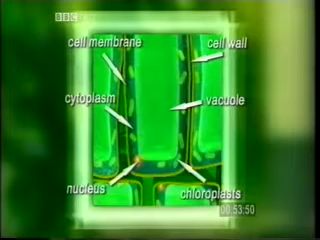 BBC
cell membrane
cell wall
cytoplasm
vacuole
nucleus
chloroplasts
00:53:50